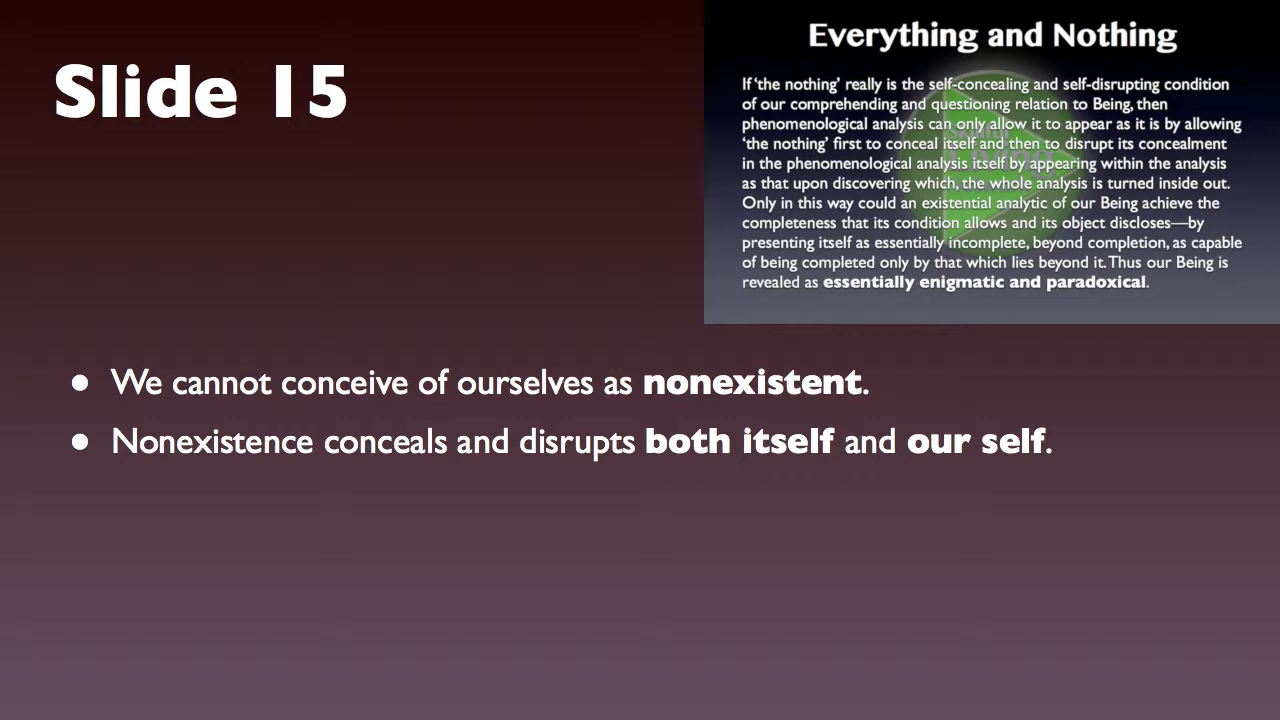 Slide 15
Everything and Nothing
If 'the nothing' really is the self-concealing and self-disrupting condition
of our comprehending and questioning relation to Being, then
phenomenological analysis can only allow it to appear as it is by allowing
'the nothing' first to conceal itself and then to disrupt its concealment
in the phenomenological analysis itself by appearing within the analysis
as that upon discovering which, the whole analysis is turned inside out.
Only in this way could an existential analytic of our Being achieve the
completeness that its condition allows and its object discloses—by
presenting itself as essentially incomplete, beyond completion, as capable
of being completed only by that which lies beyond it. Thus our Being is
revealed as essentially enigmatic and paradoxical.
● We cannot conceive of ourselves as nonexistent.
● Nonexistence conceals and disrupts both itself and our self.